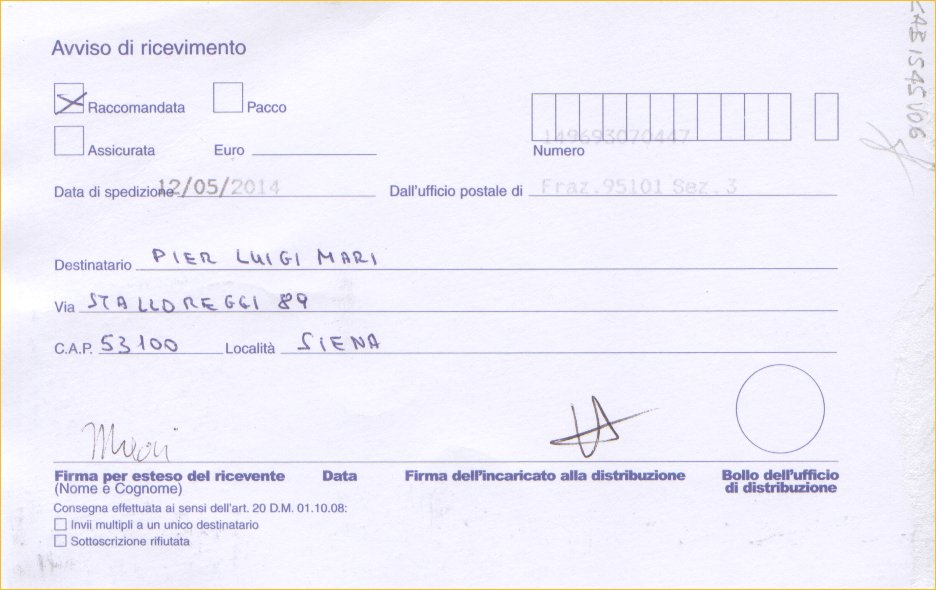 Avviso di ricevimento
Raccomandata Pacco
Assicurata Euro
149693070447
Numero
Data di spedizione 12/05/2014 Dall'ufficio postale di Fraz.95101 Sez.3
Destinatario PIER LUIGI MARI
Via STALLOREGGI 89
C.A.P. 53100 Località SIENA
Mari
Firma per esteso del ricevente Data Firma dell'incaricato alla distribuzione Bollo dell'ufficio
(Nome e Cognome) di distribuzione
Consegna effettuata ai sensi dell'art. 20 D.M. 01.10.08:
Invii multipli a un unico destinatario
Sottoscrizione rifiutata